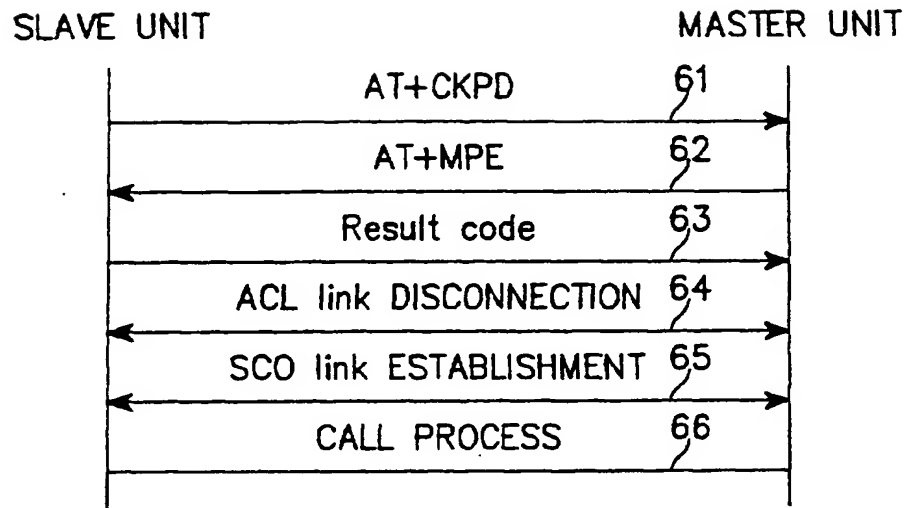 SLAVE UNIT MASTER UNIT
AT+CKPD 61
AT+MPE 62
Result code 63
ACL link DISCONNECTION 64
SCO link ESTABLISHMENT 65
CALL PROCESS 66